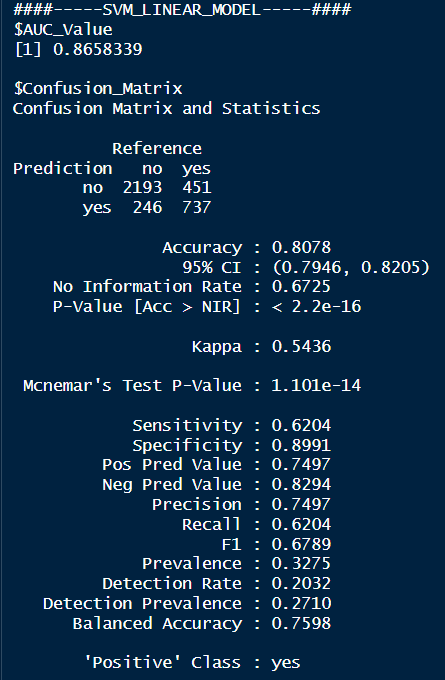 ####-----SVM_LINEAR_MODEL-----####
$AUC_Value
[1] 0.8658339
$Confusion_Matrix
Confusion Matrix and Statistics
Reference
Prediction no yes
no 2193 451
yes 246 737
Accuracy : 0.8078
95% CI : (0.7946, 0.8205)
No Information Rate : 0.6725
P-Value [Acc > NIR] : < 2.2e-16
Kappa : 0.5436
Mcnemar's Test P-Value : 1.101e-14
Sensitivity : 0.6204
Specificity : 0.8991
Pos Pred Value : 0.7497
Neg Pred Value : 0.8294
Precision : 0.7497
Recall : 0.6204
F1 : 0.6789
Prevalence : 0.3275
Detection Rate : 0.2032
Detection Prevalence : 0.2710
Balanced Accuracy : 0.7598
'Positive' Class : yes